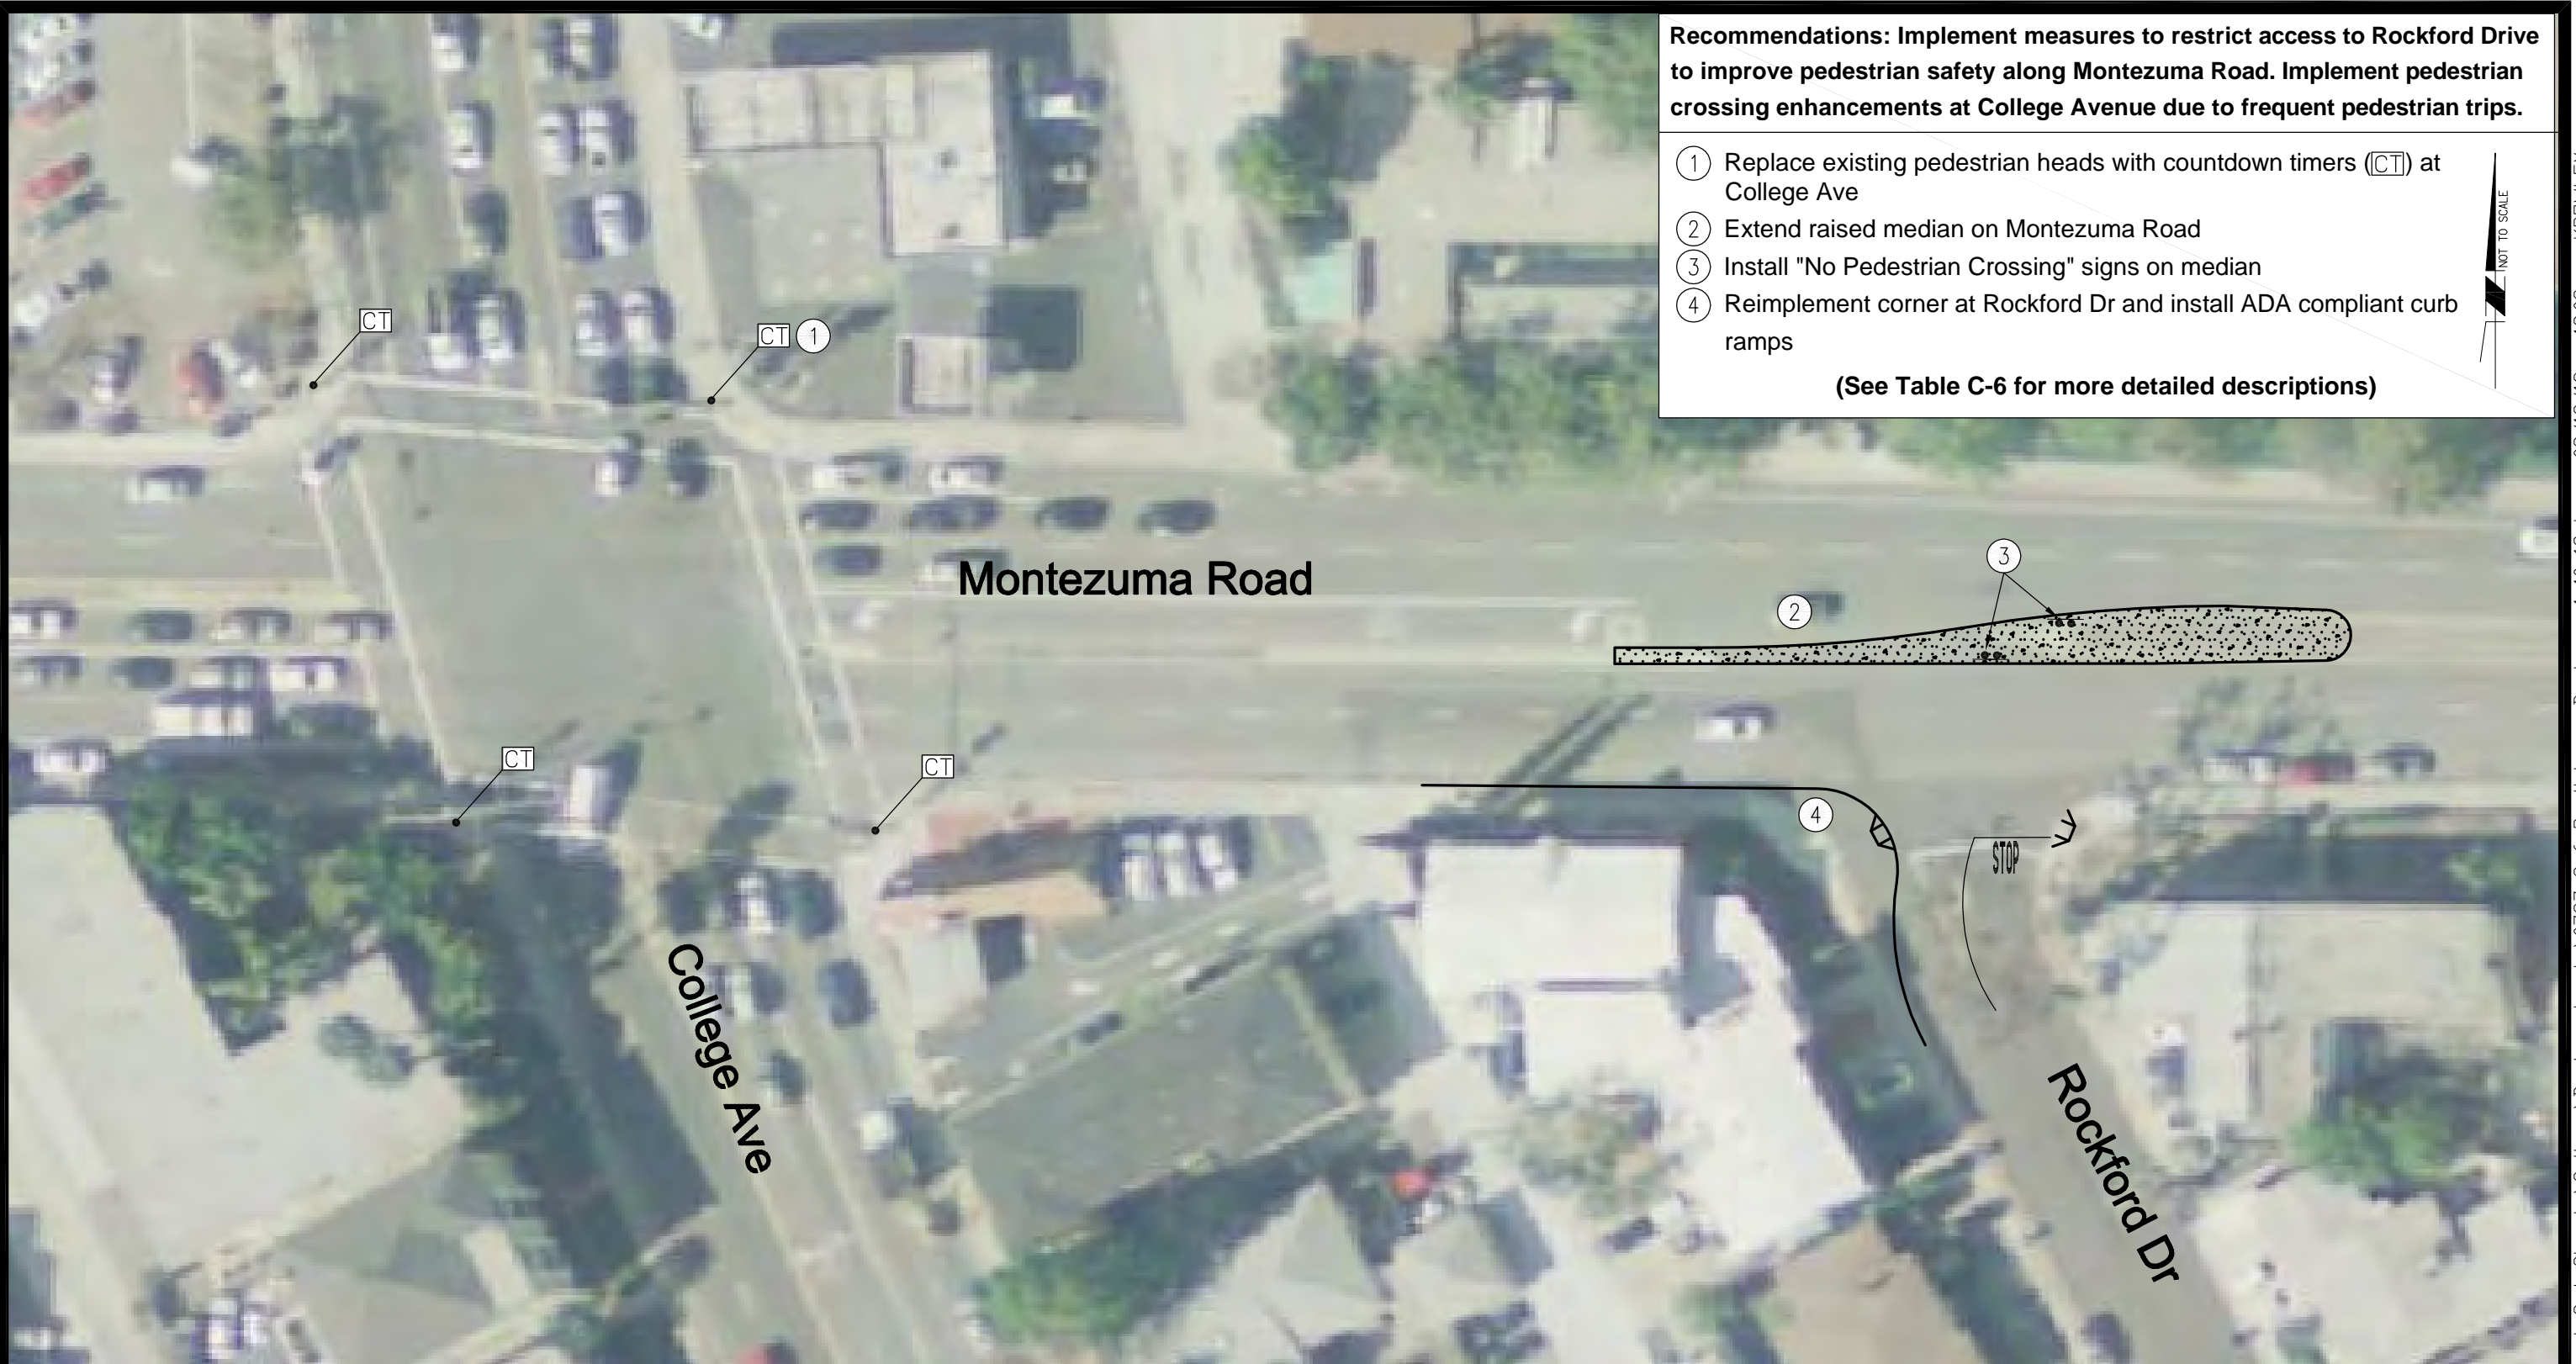 Recommendations: Implement measures to restrict access to Rockford Drive
to improve pedestrian safety along Montezuma Road. Implement pedestrian
crossing enhancements at College Avenue due to frequent pedestrian trips.
1 Replace existing pedestrian heads with countdown timers (CT) at
College Ave
2 Extend raised median on Montezuma Road
3 Install "No Pedestrian Crossing" signs on median
4 Reimplement corner at Rockford Dr and install ADA compliant curb
ramps
(See Table C-6 for more detailed descriptions)
NOT TO SCALE
CT
CT 1
Montezuma Road
3
2
CT
CT
4
STOP
College Ave
Rockford Dr